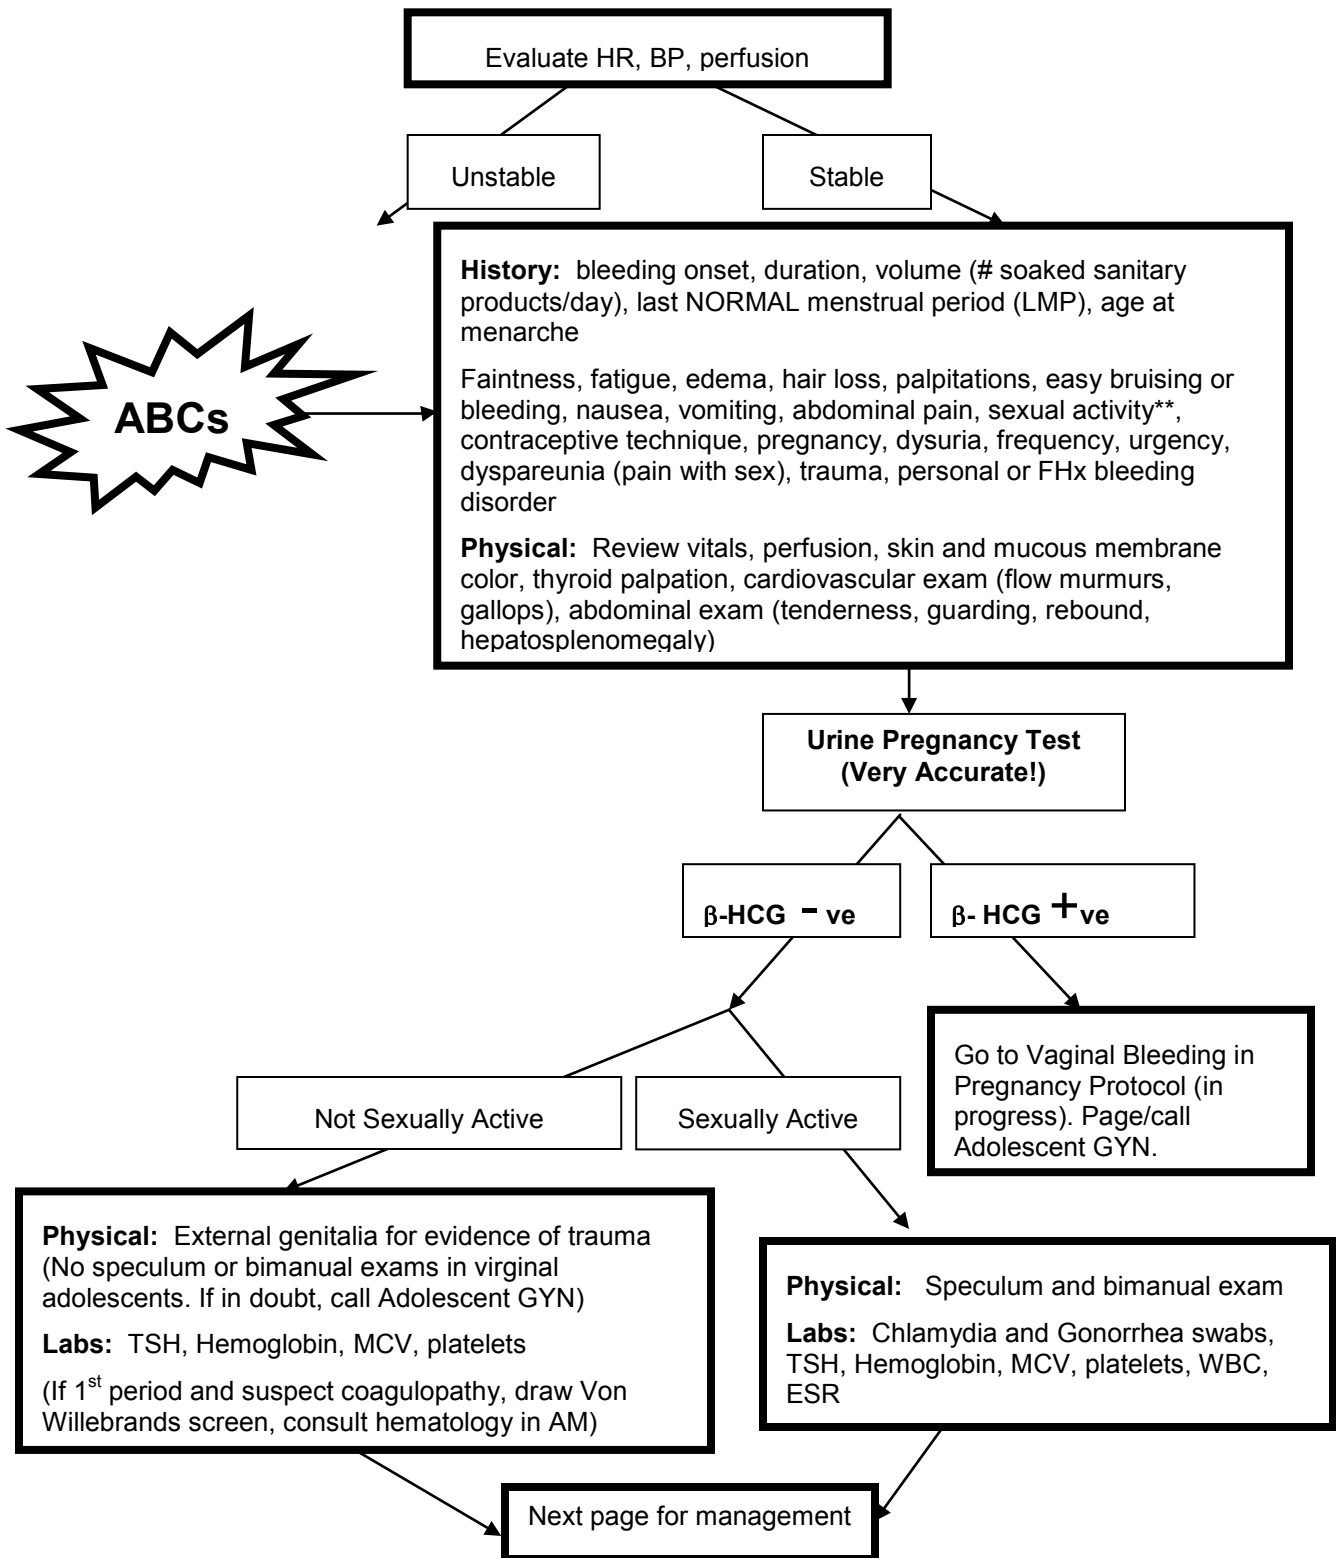 Evaluate HR, BP, perfusion
Unstable
Stable
History: bleeding onset, duration, volume (# soaked sanitary
products/day), last NORMAL menstrual period (LMP), age at
menarche
Faintness, fatigue, edema, hair loss, palpitations, easy bruising or
bleeding, nausea, vomiting, abdominal pain, sexual activity**,
contraceptive technique, pregnancy, dysuria, frequency, urgency,
dyspareunia (pain with sex), trauma, personal or FHx bleeding
disorder
Physical: Review vitals, perfusion, skin and mucous membrane
color, thyroid palpation, cardiovascular exam (flow murmurs,
gallops), abdominal exam (tenderness, guarding, rebound,
hepatosplenomegaly)
ABCs
Urine Pregnancy Test
(Very Accurate!)
β-HCG - ve
β- HCG +ve
Go to Vaginal Bleeding in
Pregnancy Protocol (in
progress). Page/call
Adolescent GYN.
Not Sexually Active
Sexually Active
Physical: External genitalia for evidence of trauma
(No speculum or bimanual exams in virginal
adolescents. If in doubt, call Adolescent GYN)
Labs: TSH, Hemoglobin, MCV, platelets
(If 1st period and suspect coagulopathy, draw Von
Willebrands screen, consult hematology in AM)
Physical: Speculum and bimanual exam
Labs: Chlamydia and Gonorrhea swabs,
TSH, Hemoglobin, MCV, platelets, WBC,
ESR
Next page for management